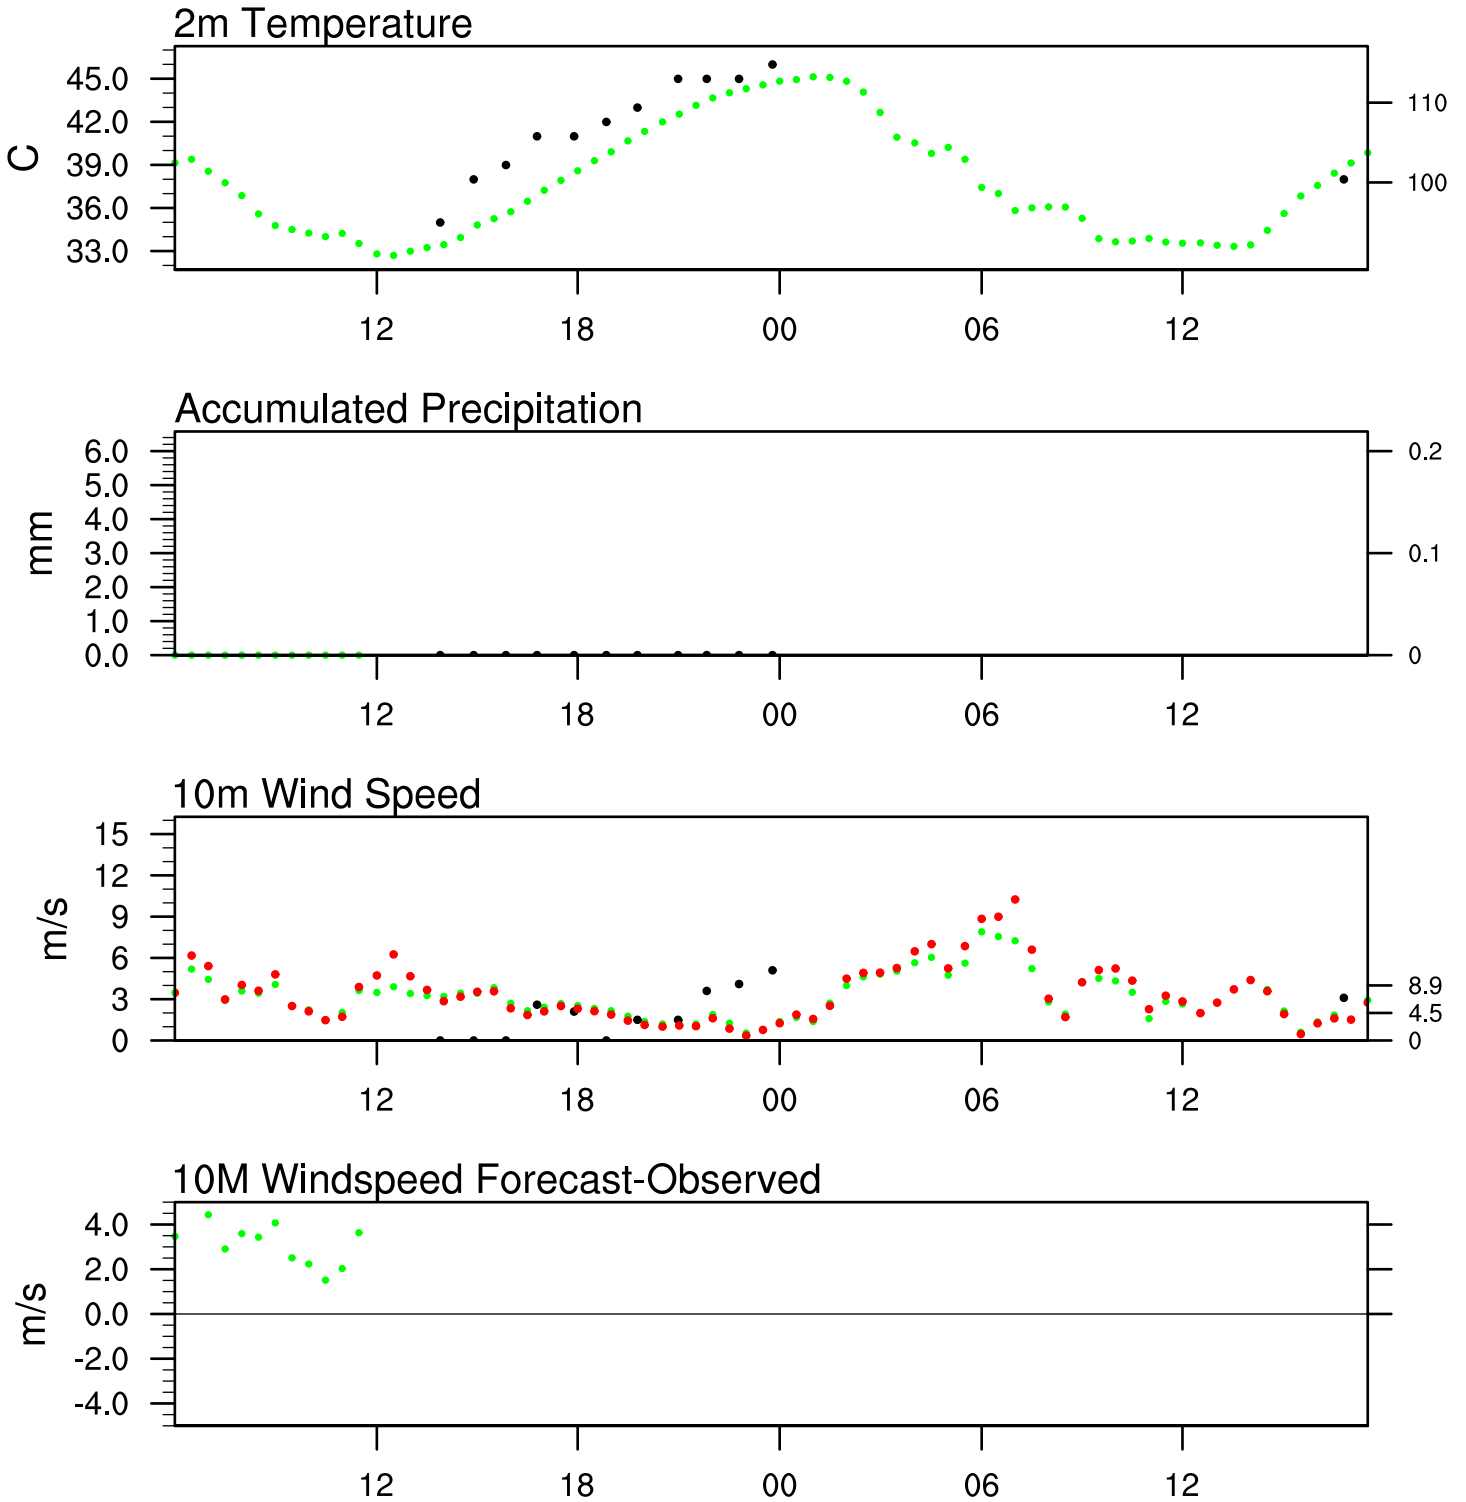 2m Temperature
45.0
42.0
39.0
36.0
33.0
C
110
100
12 18 00 06 12
Accumulated Precipitation
6.0
5.0
4.0
3.0
2.0
1.0
0.0
mm
0.2
0.1
0
12 18 00 06 12
10m Wind Speed
15
12
9
6
3
0
m/s
8.9
4.5
0
12 18 00 06 12
10M Windspeed Forecast-Observed
4.0
2.0
0.0
-2.0
-4.0
m/s
12 18 00 06 12